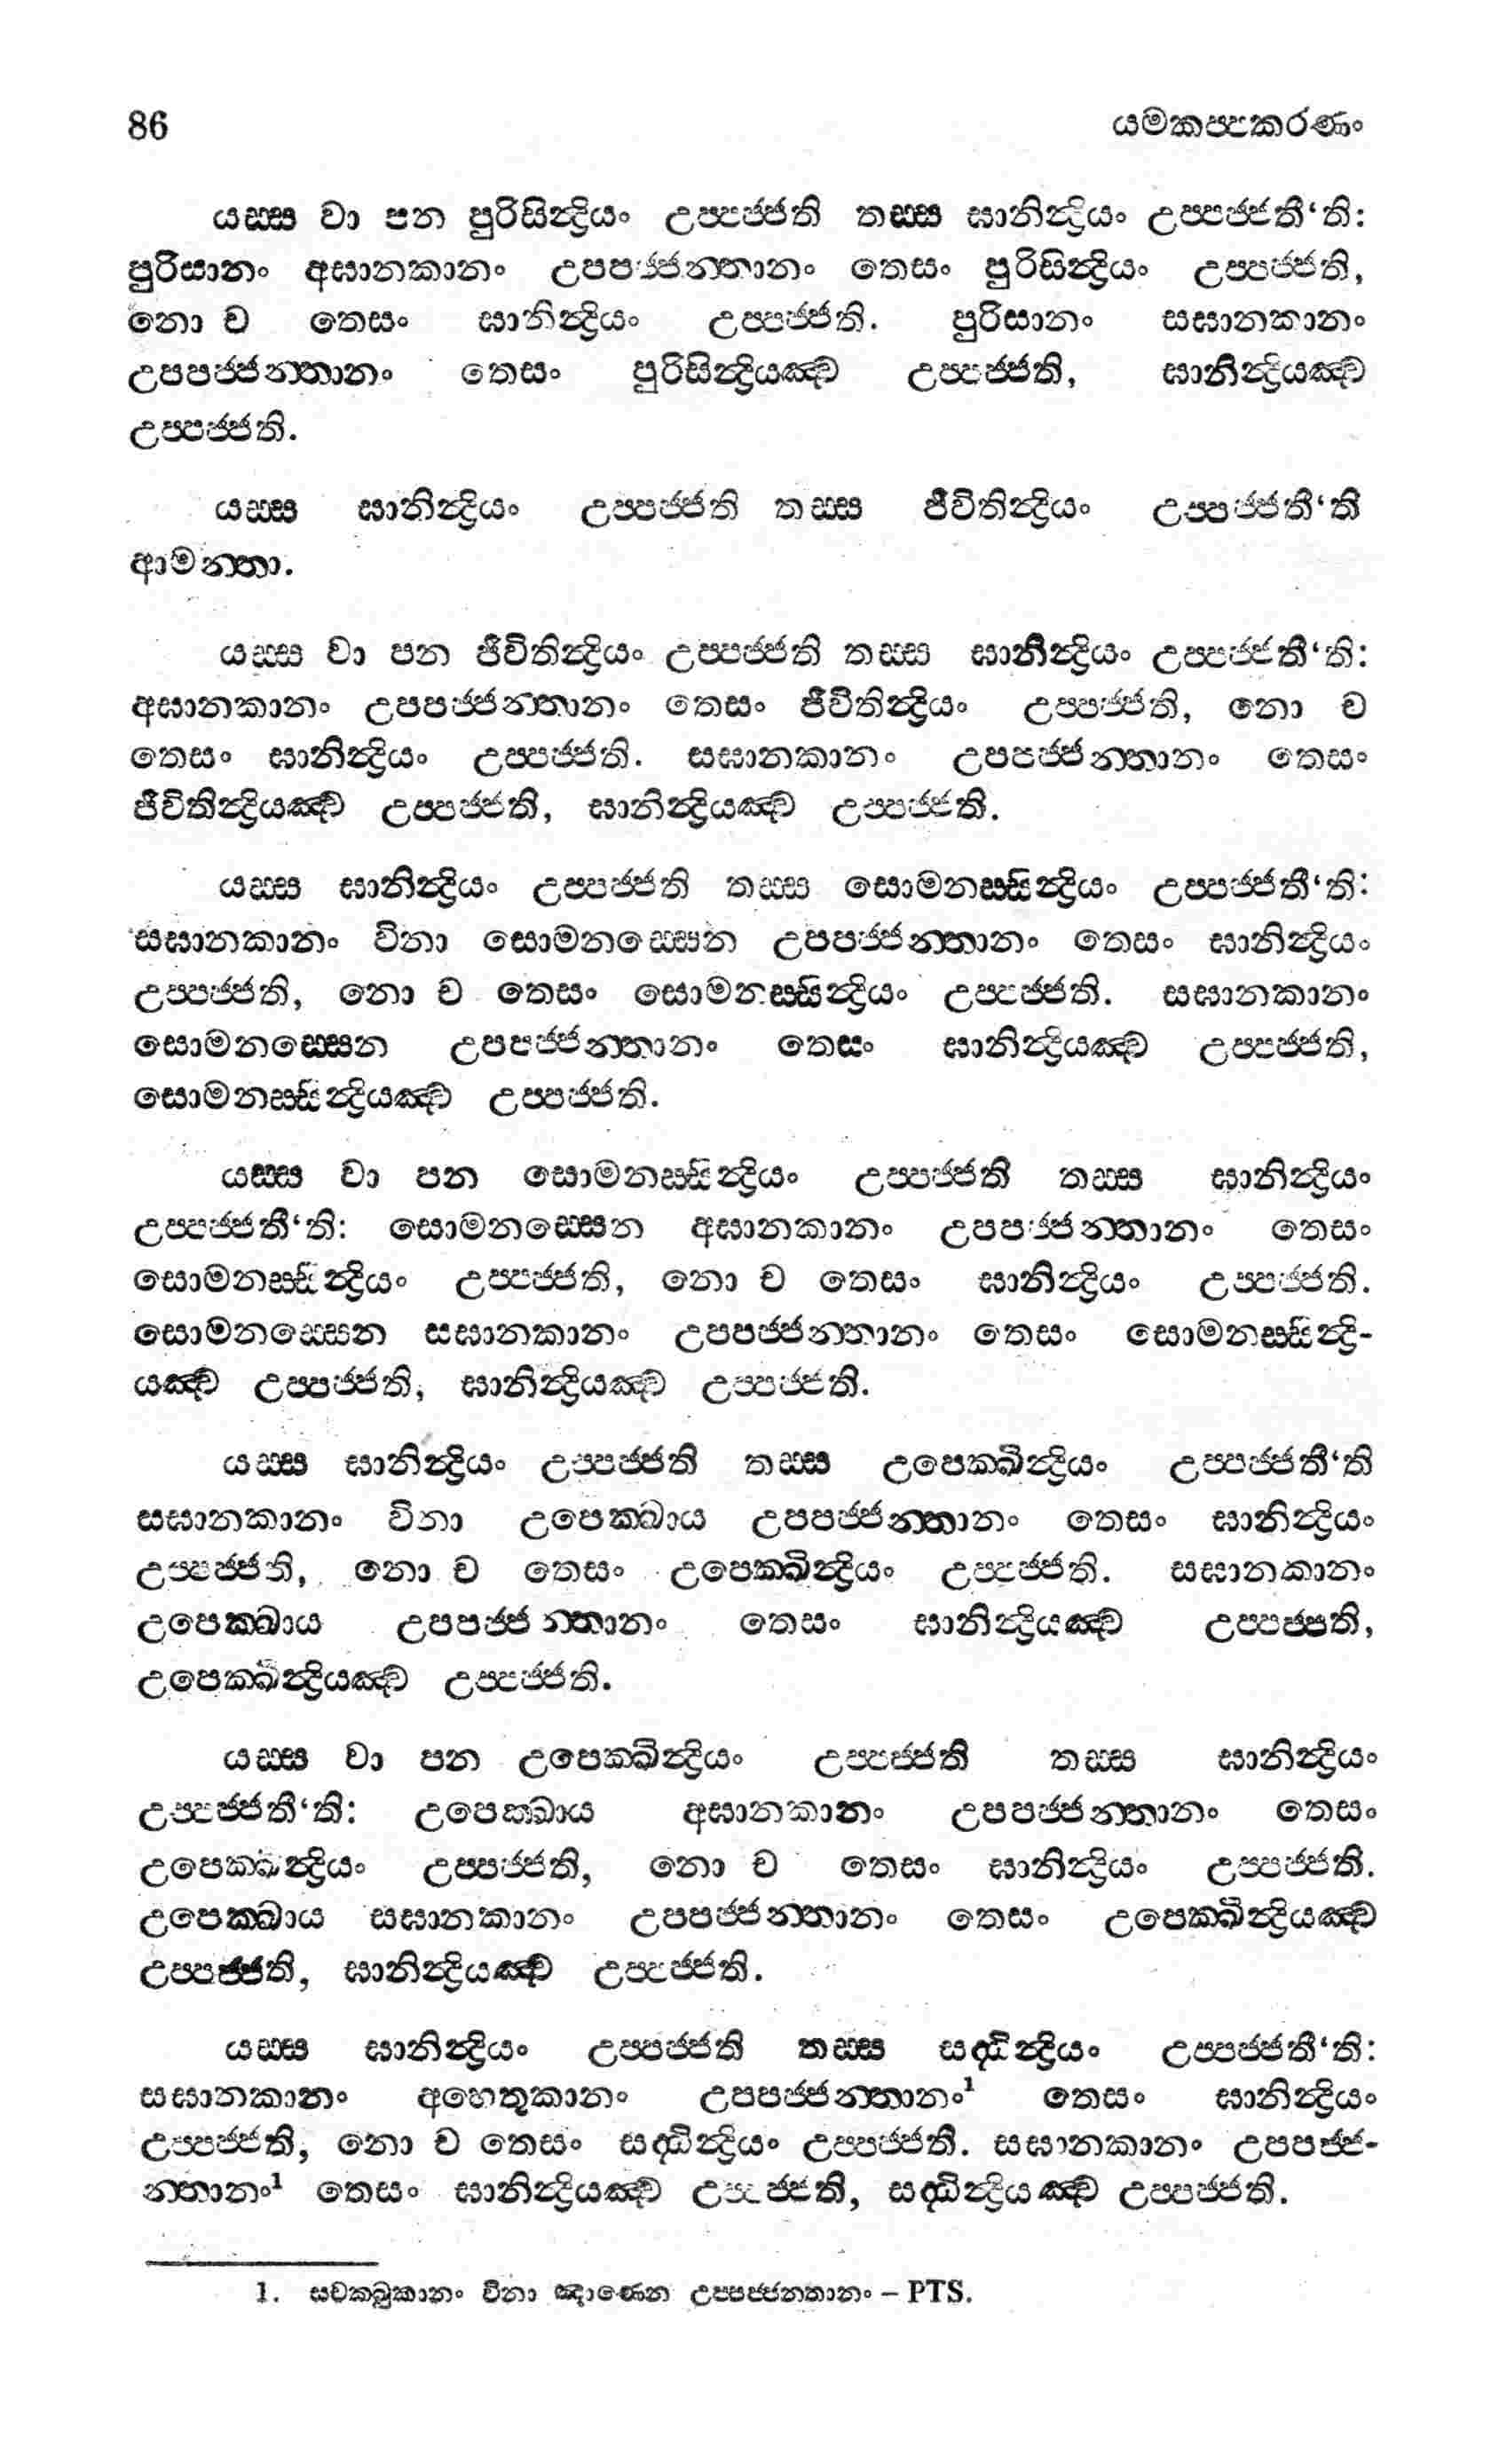 86 යමකප්පකරණං
යස්ස වා පන පුරිසින්ද්‍රියං උප්පජ්ජති තස්ස ඝානින්ද්‍රියං උප්පජ්ජතී‘ති:
පුරිසානං අඝානකානං උපපජ්ජන්තානං තෙසං පුරිසින්ද්‍රියං උප්පජ්ජති,
නො ච තෙසං ඝානින්ද්‍රියං උප්පජ්ජති. පුරිසානං සඝානකානං
උපපජ්ජන්තානං තෙසං පුරිසින්ද්‍රියඤ්ච උප්පජ්ජති, ඝානින්ද්‍රියඤ්ච
උප්පජ්ජති.
යස්ස ඝානින්ද්‍රියං උප්පජ්ජති තස්ස ජීවිතින්ද්‍රියං උප්පජ්ජතී‘ති
ආමන්තා.
යස්ස වා පන ජීවිතින්ද්‍රියං උප්පජ්ජති තස්ස ඝානින්ද්‍රියං උප්පජ්ජතී‘ති:
අඝානකානං උපපජ්ජන්තානං තෙසං ජීවිතින්ද්‍රියං උප්පජ්ජති, නො ච
තෙසං ඝානින්ද්‍රියං උප්පජ්ජති. සඝානකානං උපපජ්ජන්තානං තෙසං
ජීවිතින්ද්‍රියඤ්ච උප්පජ්ජති, ඝානින්ද්‍රියඤ්ච උප්පජ්ජති.
යස්ස ඝානින්ද්‍රියං උප්පජ්ජති තස්ස සොමනස්සින්ද්‍රියං උප්පජ්ජතී‘ති:
සඝානකානං විනා සොමනස්සෙන උපපජ්ජන්තානං තෙසං ඝානින්ද්‍රියං
උප්පජ්ජති, නො ච තෙසං සොමනස්සින්ද්‍රියං උප්පජ්ජති. සඝානකානං
සොමනස්සෙන උපපජ්ජන්තානං තෙසං ඝානින්ද්‍රියඤ්ච උප්පජ්ජති,
සොමනස්සින්ද්‍රියඤ්ච උප්පජ්ජති.
යස්ස වා පන සොමනස්සින්ද්‍රියං උප්පජ්ජති තස්ස ඝානින්ද්‍රියං
උප්පජ්ජතී‘ති: සොමනස්සෙන අඝානකානං උපපජ්ජන්තානං තෙසං
සොමනස්සින්ද්‍රියං උප්පජ්ජති, නො ච තෙසං ඝානින්ද්‍රියං උප්පජ්ජති.
සොමනස්සෙන සඝානකානං උපපජ්ජන්තානං තෙසං සොමනස්සින්ද්‍රි-
යඤ්ච උප්පජ්ජති, ඝානින්ද්‍රියඤ්ච උප්පජ්ජති.
යස්ස ඝානින්ද්‍රියං උප්පජ්ජති තස්ස උපෙක්ඛින්ද්‍රියං උප්පජ්ජතී‘ති
සඝානකානං විනා උපෙක්ඛාය උපපජ්ජන්තානං තෙසං ඝානින්ද්‍රියං
උප්පජ්ජති, නො ච තෙසං උපෙක්ඛින්ද්‍රියං උප්පජ්ජති. සඝානකානං
උපෙක්ඛාය උපපජ්ජන්තානං තෙසං ඝානින්ද්‍රියඤ්ච උප්පජ්පති,
උපෙක්ඛින්ද්‍රියඤ්ච උප්පජ්ජති.
යස්ස වා පන උපෙක්ඛින්ද්‍රියං උප්පජ්ජති තස්ස ඝානින්ද්‍රියං
උප්පජ්ජතී‘ති: උපෙක්ඛාය අඝානකානං උපපජ්ජන්තානං තෙසං
උපෙක්ඛින්ද්‍රියං උප්පජ්ජති, නො ච තෙසං ඝානින්ද්‍රියං උප්පජ්ජති.
උපෙක්ඛාය සඝානකානං උපපජ්ජන්තානං තෙසං උපෙක්ඛින්ද්‍රියඤ්ච
උප්පජ්ජති, ඝානින්ද්‍රියඤ්ච උප්පජ්ජති.
යස්ස ඝානින්ද්‍රියං උප්පජ්ජති තස්ස සද්ධින්ද්‍රියං උප්පජ්ජතී‘ති:
සඝානකානං අහෙතුකානං උපපජ්ජන්තානං¹ තෙසං ඝානින්ද්‍රියං
උප්පජ්ජති, නො ච තෙසං සද්ධින්ද්‍රියං උප්පජ්ජති. සඝානකානං උපපජ්ජ-
න්තානං¹ තෙසං ඝානින්ද්‍රියඤ්ච උප්පජ්ජති, සද්ධින්ද්‍රියඤ්ච උප්පජ්ජති.
1. සචක්ඛුකානං විනා ඤාණෙන උප්පජ්ජන්තානං – PTS.